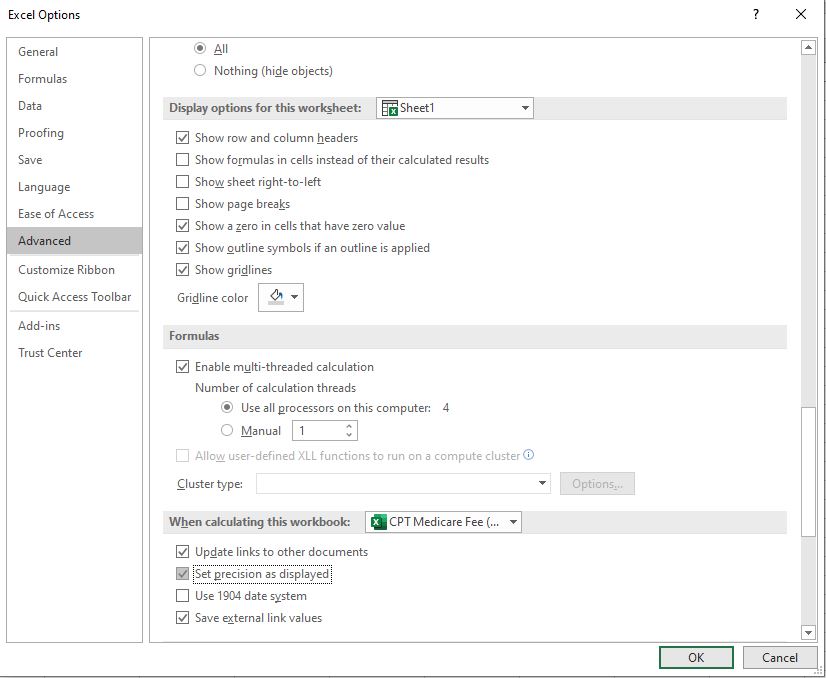 Excel Options
?
General
Formulas
Data
Proofing
Save
Language
Ease of Access
Advanced
Customize Ribbon
Quick Access Toolbar
Add-ins
Trust Center
All
Nothing (hide objects)
Display options for this worksheet: Sheet1
Show row and column headers
Show formulas in cells instead of their calculated results
Show sheet right-to-left
Show page breaks
Show a zero in cells that have zero value
Show outline symbols if an outline is applied
Show gridlines
Gridline color
Formulas
Enable multi-threaded calculation
Number of calculation threads
Use all processors on this computer: 4
Manual 1
Allow user-defined XLL functions to run on a compute cluster
Cluster type: Options...
When calculating this workbook: CPT Medicare Fee (...
Update links to other documents
Set precision as displayed
Use 1904 date system
Save external link values
OK Cancel